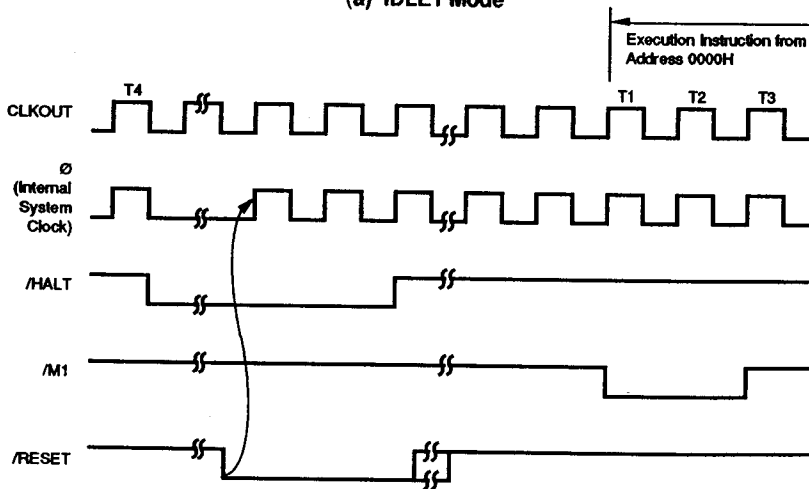 (a) IDLE1 Mode
Execution Instruction from
Address 0000H
T4
T1
T2
T3
CLKOUT
Ø
(Internal
System
Clock)
/HALT
/M1
/RESET